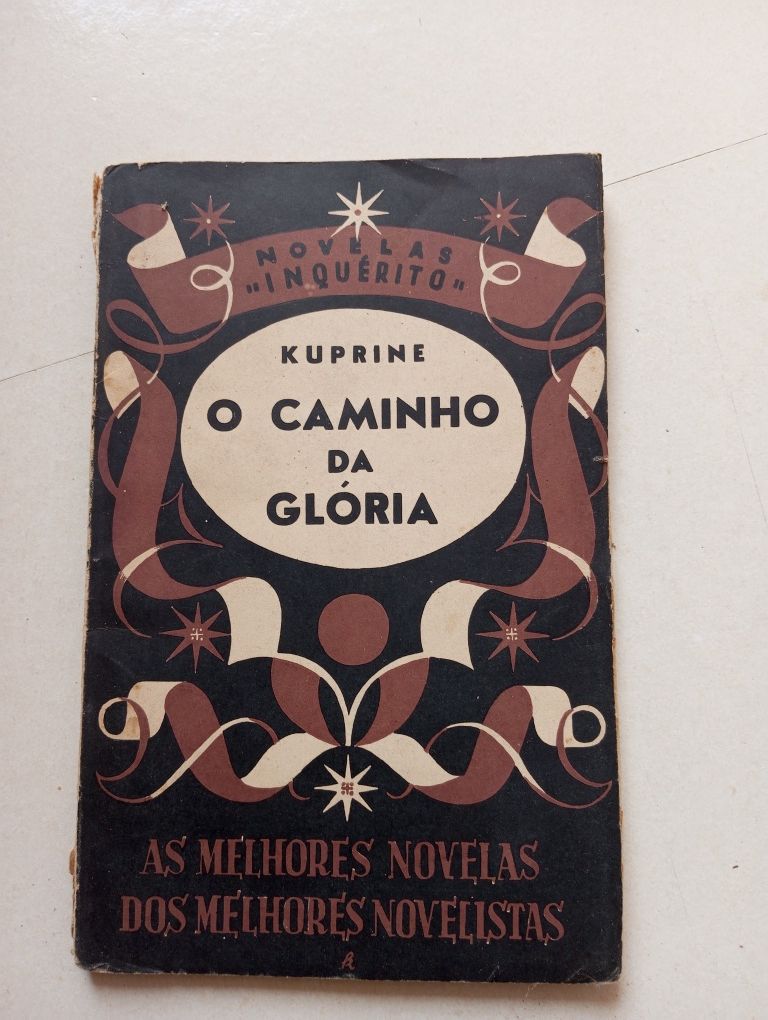 NOVELAS
"INQUÉRITO"
KUPRINE
O CAMINHO
DA
GLÓRIA
AS MELHORES NOVELAS
DOS MELHORES NOVELISTAS